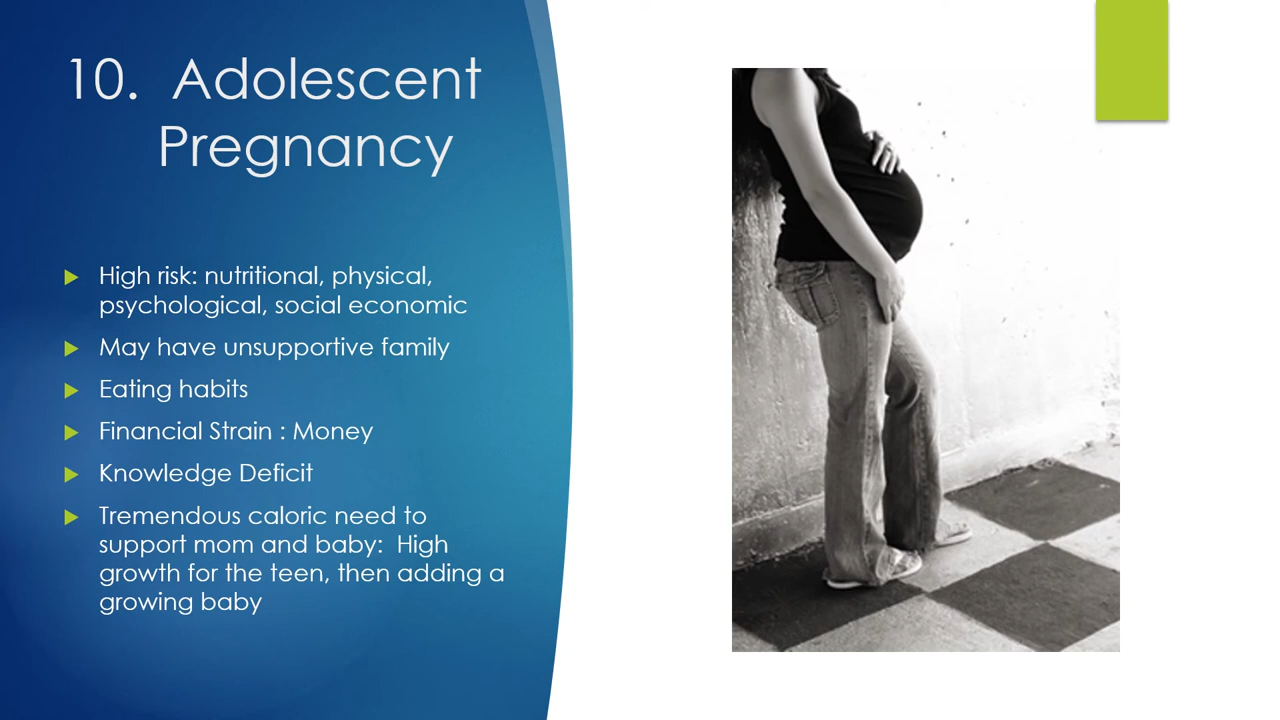 10. Adolescent
Pregnancy
High risk: nutritional, physical,
psychological, social economic
May have unsupportive family
Eating habits
Financial Strain : Money
Knowledge Deficit
Tremendous caloric need to
support mom and baby: High
growth for the teen, then adding a
growing baby